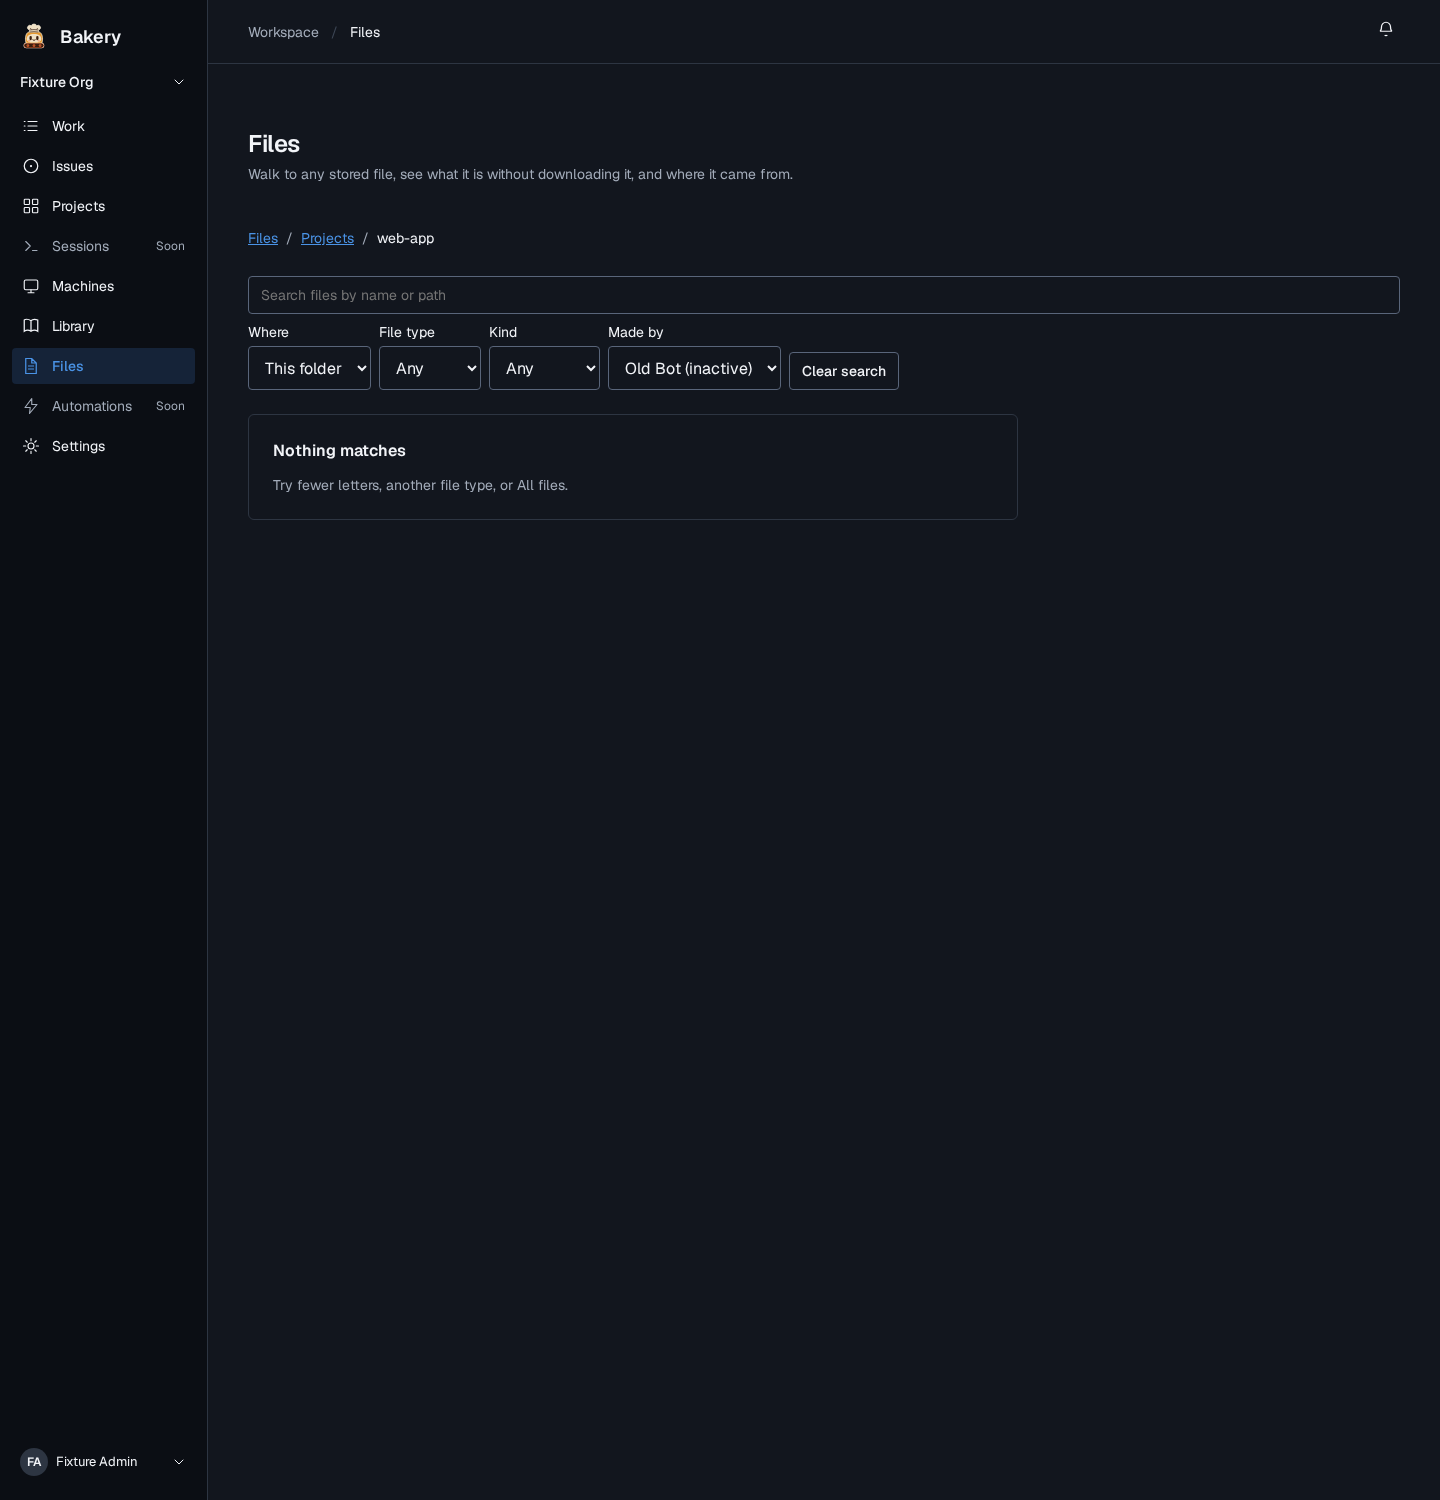 Bakery
Fixture Org
Work
Issues
Projects
Sessions Soon
Machines
Library
Files
Automations Soon
Settings
FA Fixture Admin
Workspace / Files
Files
Walk to any stored file, see what it is without downloading it, and where it came from.
Files / Projects / web-app
Search files by name or path
Where File type Kind Made by
This folder Any Any Old Bot (inactive) Clear search
Nothing matches
Try fewer letters, another file type, or All files.